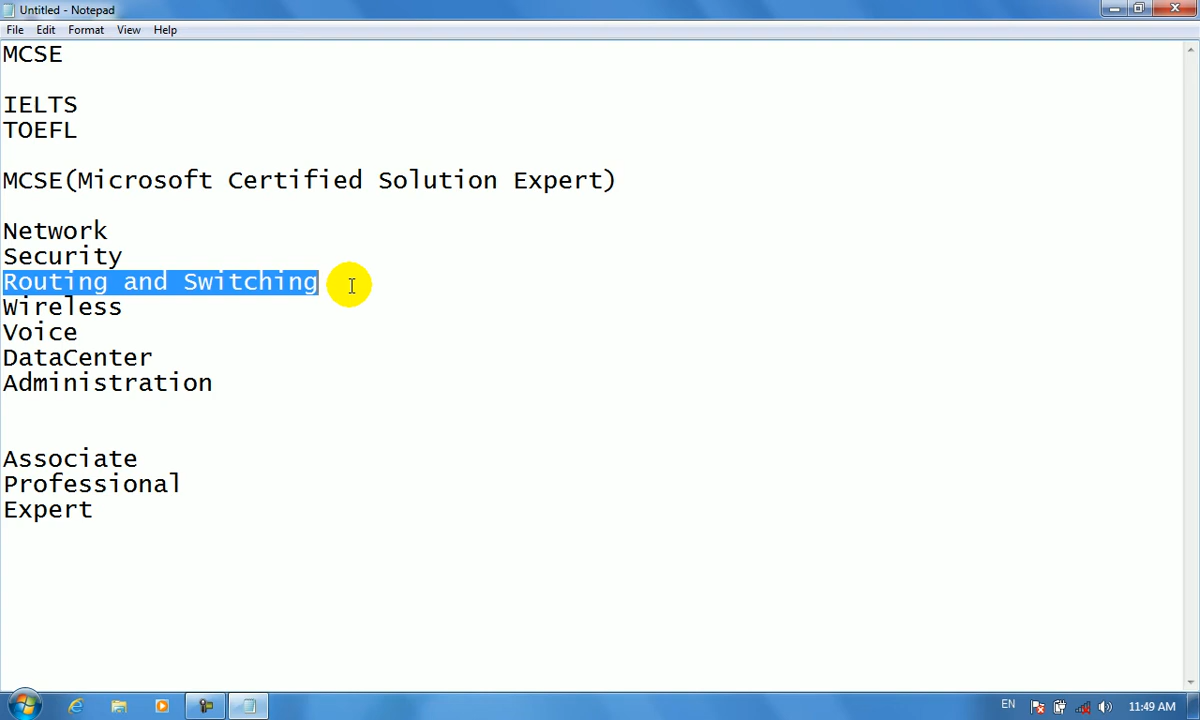 Untitled - Notepad
File Edit Format View Help
MCSE
IELTS
TOEFL
MCSE(Microsoft Certified Solution Expert)
Network
Security
Routing and Switching
Wireless
Voice
DataCenter
Administration
Associate
Professional
Expert
EN 11:49 AM